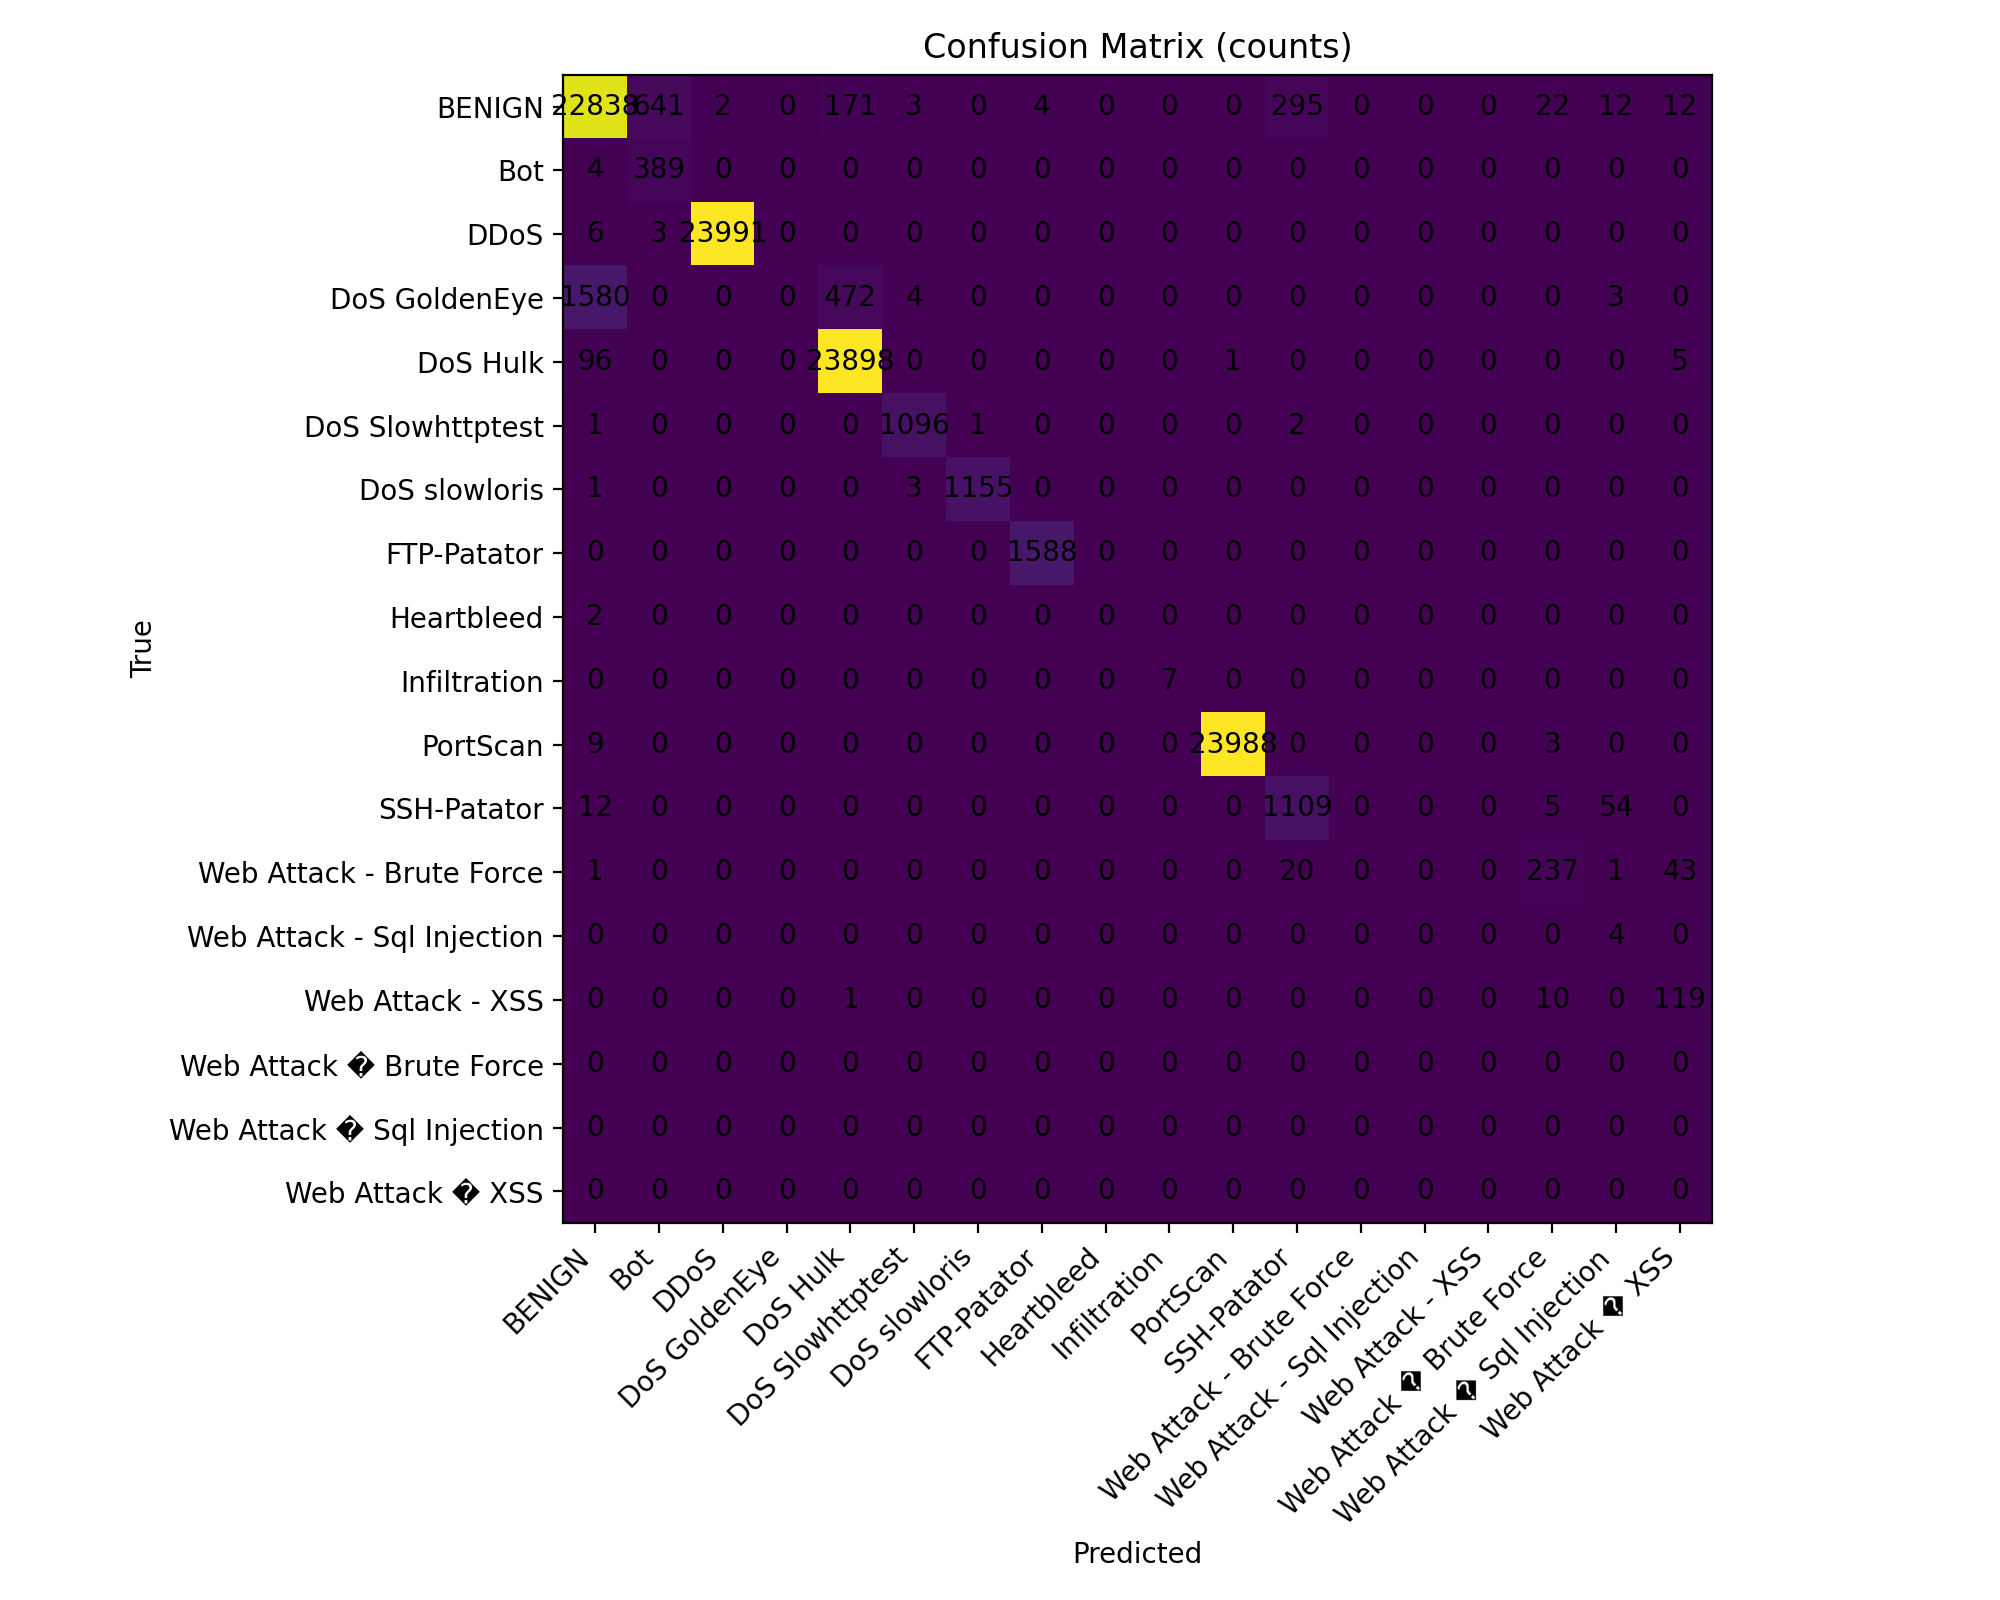 Confusion Matrix (counts)
BENIGN 22838 641 2 0 171 3 0 4 0 0 0 295 0 0 0 22 12 12
Bot 4 389 0 0 0 0 0 0 0 0 0 0 0 0 0 0 0 0
DDoS 6 3 23991 0 0 0 0 0 0 0 0 0 0 0 0 0 0 0
DoS GoldenEye 1580 0 0 0 472 4 0 0 0 0 0 0 0 0 0 0 3 0
DoS Hulk 96 0 0 0 23898 0 0 0 0 0 1 0 0 0 0 0 0 5
DoS Slowhttptest 1 0 0 0 0 1096 1 0 0 0 0 2 0 0 0 0 0 0
DoS slowloris 1 0 0 0 0 3 1155 0 0 0 0 0 0 0 0 0 0 0
FTP-Patator 0 0 0 0 0 0 0 1588 0 0 0 0 0 0 0 0 0 0
Heartbleed 2 0 0 0 0 0 0 0 0 0 0 0 0 0 0 0 0 0
True
Infiltration 0 0 0 0 0 0 0 0 0 7 0 0 0 0 0 0 0 0
PortScan 9 0 0 0 0 0 0 0 0 0 23988 0 0 0 0 3 0 0
SSH-Patator 12 0 0 0 0 0 0 0 0 0 0 1109 0 0 0 5 54 0
Web Attack - Brute Force 1 0 0 0 0 0 0 0 0 0 0 20 0 0 0 237 1 43
Web Attack - Sql Injection 0 0 0 0 0 0 0 0 0 0 0 0 0 0 0 0 4 0
Web Attack - XSS 0 0 0 0 1 0 0 0 0 0 0 0 0 0 0 10 0 119
Web Attack � Brute Force 0 0 0 0 0 0 0 0 0 0 0 0 0 0 0 0 0 0
Web Attack � Sql Injection 0 0 0 0 0 0 0 0 0 0 0 0 0 0 0 0 0 0
Web Attack � XSS 0 0 0 0 0 0 0 0 0 0 0 0 0 0 0 0 0 0
BENIGN
Bot
DDoS
DoS GoldenEye
DoS Hulk
DoS Slowhttptest
DoS slowloris
FTP-Patator
Heartbleed
Infiltration
PortScan
SSH-Patator
Web Attack - Brute Force
Web Attack - Sql Injection
Web Attack - XSS
Web Attack � Brute Force
Web Attack � Sql Injection
Web Attack � XSS
Predicted